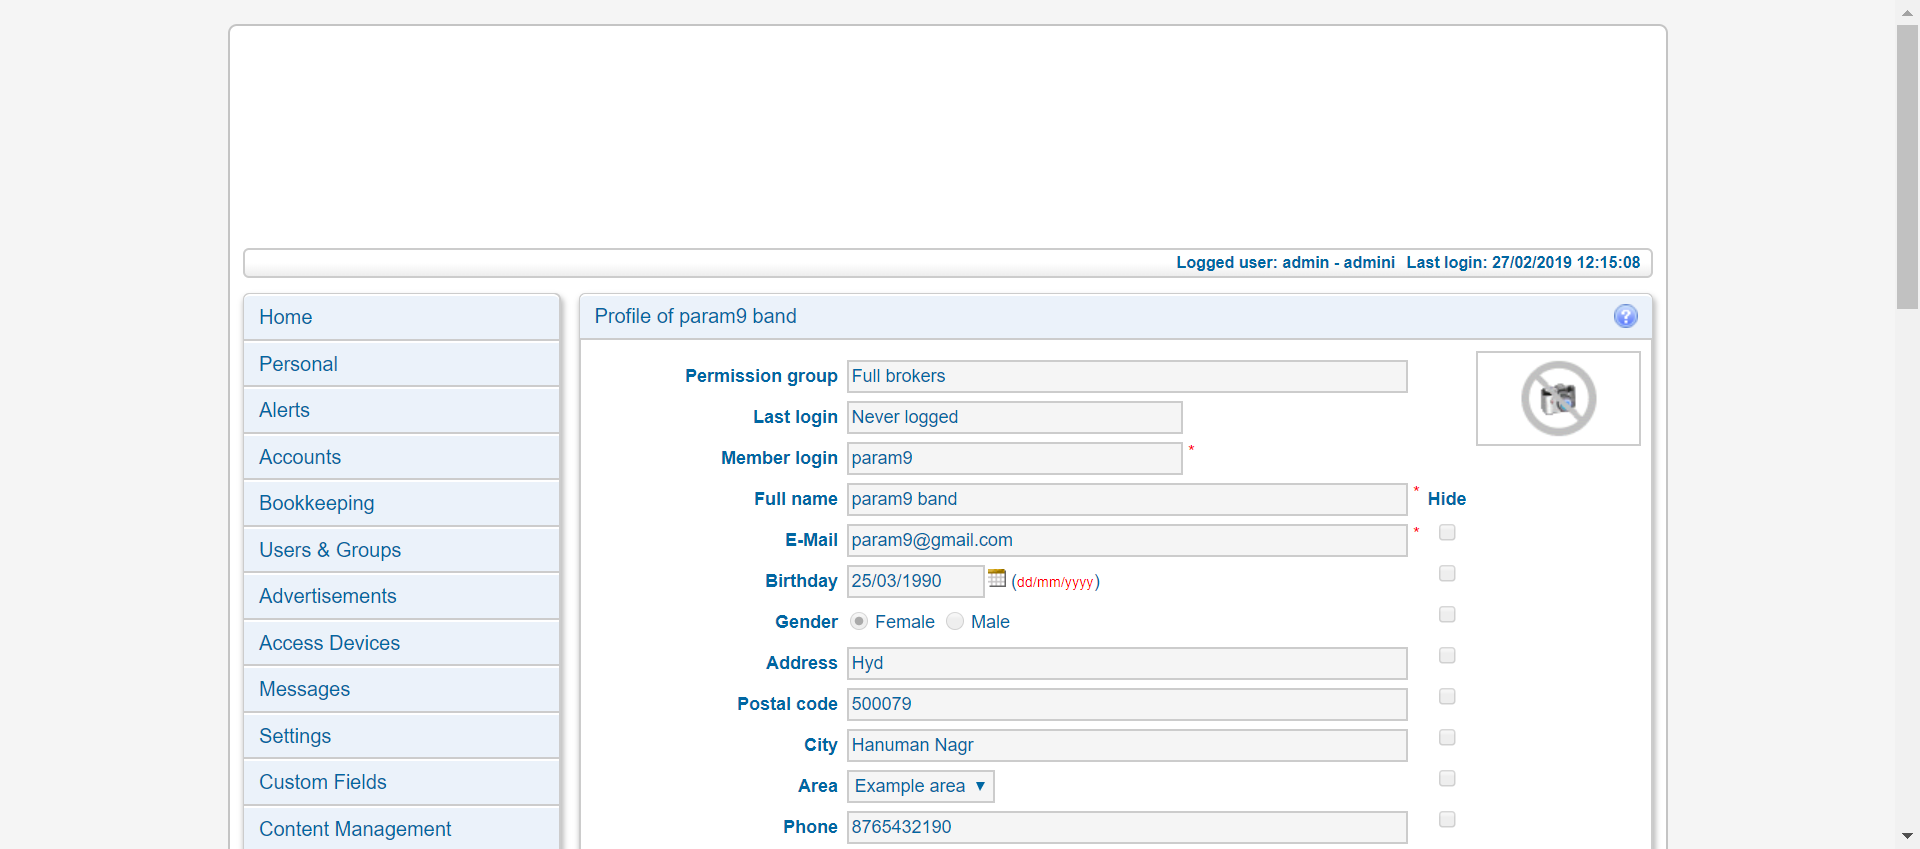 Logged user: admin - admini Last login: 27/02/2019 12:15:08
Home
Personal
Alerts
Accounts
Bookkeeping
Users & Groups
Advertisements
Access Devices
Messages
Settings
Custom Fields
Content Management
Profile of param9 band
?
Permission group Full brokers
Last login Never logged
Member login param9 *
Full name param9 band * Hide
E-Mail param9@gmail.com *
Birthday 25/03/1990 (dd/mm/yyyy)
Gender Female Male
Address Hyd
Postal code 500079
City Hanuman Nagr
Area Example area ▼
Phone 8765432190